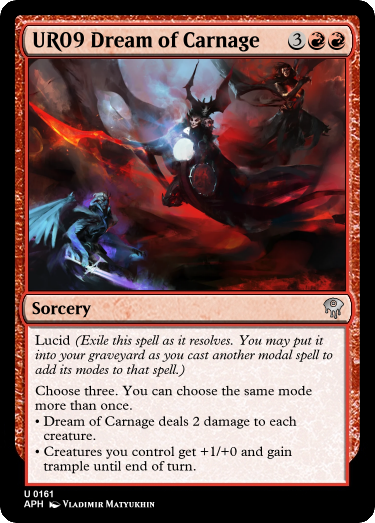 UR09 Dream of Carnage 3
Sorcery
Lucid (Exile this spell as it resolves. You may put it
into your graveyard as you cast another modal spell to
add its modes to that spell.)
Choose three. You can choose the same mode
more than once.
• Dream of Carnage deals 2 damage to each
creature.
• Creatures you control get +1/+0 and gain
trample until end of turn.
U 0161
APH VLADIMIR MATYUKHIN